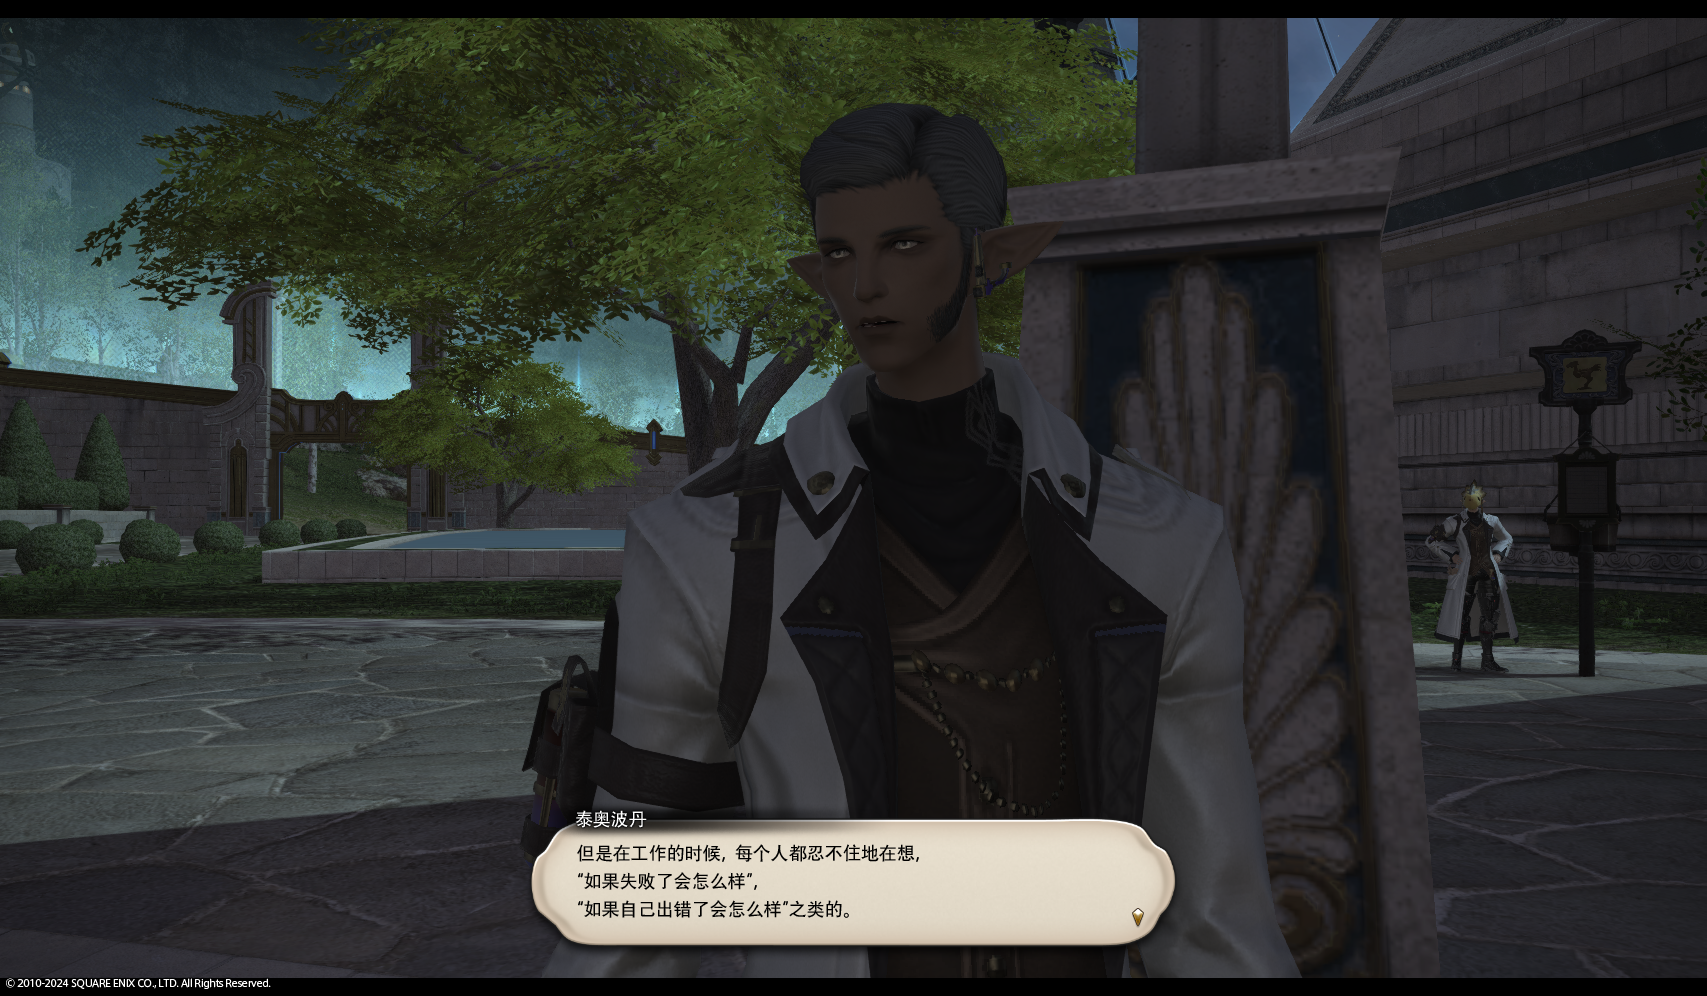 泰奥波丹
但是在工作的时候，每个人都忍不住地在想，
“如果失败了会怎么样”，
“如果自己出错了会怎么样”之类的。
© 2010-2024 SQUARE ENIX CO., LTD. All Rights Reserved.